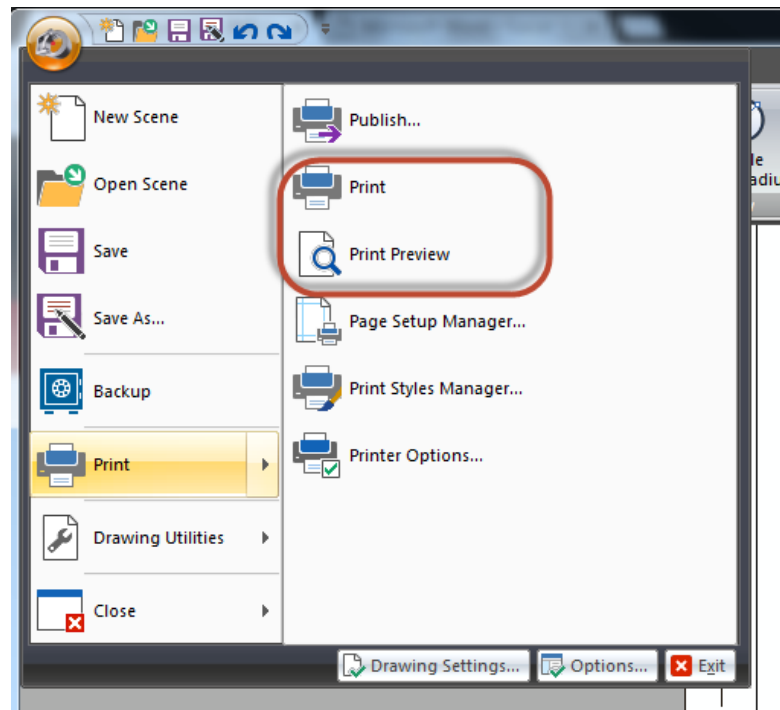 New Scene
Open Scene
Save
Save As...
Backup
Print
Drawing Utilities
Close
Publish...
Print
Print Preview
Page Setup Manager...
Print Styles Manager...
Printer Options...
Drawing Settings...
Options...
Exit